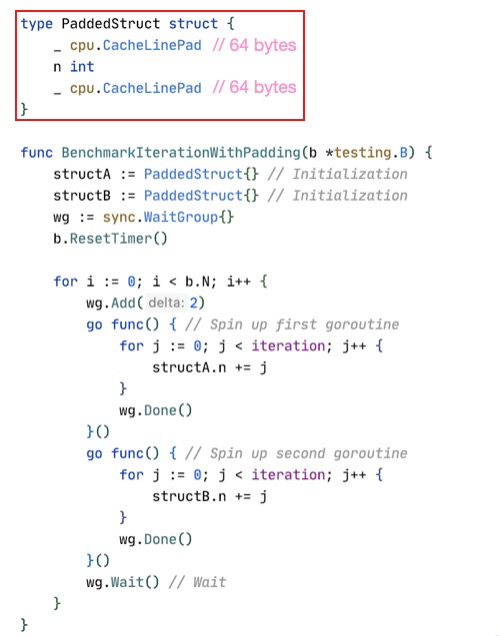 type PaddedStruct struct {
    _ cpu.CacheLinePad // 64 bytes
    n int
    _ cpu.CacheLinePad // 64 bytes
}

func BenchmarkIterationWithPadding(b *testing.B) {
    structA := PaddedStruct{} // Initialization
    structB := PaddedStruct{} // Initialization
    wg := sync.WaitGroup{}
    b.ResetTimer()

    for i := 0; i < b.N; i++ {
        wg.Add( delta: 2)
        go func() { // Spin up first goroutine
            for j := 0; j < iteration; j++ {
                structA.n += j
            }
            wg.Done()
        }()
        go func() { // Spin up second goroutine
            for j := 0; j < iteration; j++ {
                structB.n += j
            }
            wg.Done()
        }()
        wg.Wait() // Wait
    }
}